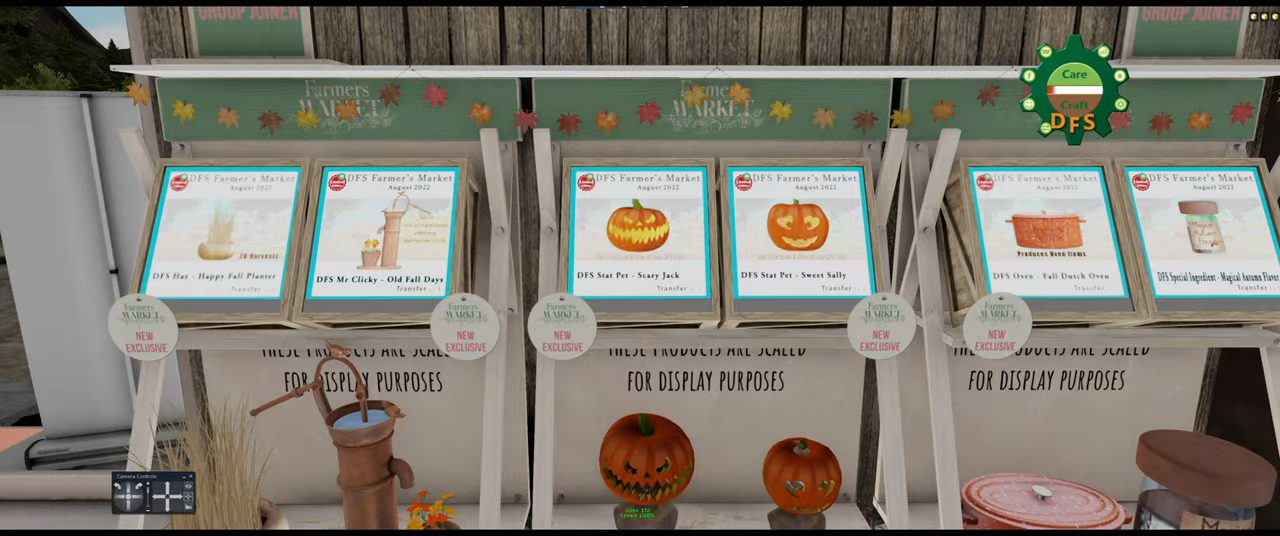 GROUP JOINER
GROUP JOINER
Farmers
MARKET
Farmers
MARKET
Care
Craft
DFS
DFS Farmer's Market
August 2022
20 Harvests
DFS Hay - Happy Fall Planter
Transfer
DFS Farmer's Market
August 2022
DFS Mr Clicky - Old Fall Days
Transfer
DFS Farmer's Market
August 2022
DFS Stat Pet - Scary Jack
Transfer
DFS Farmer's Market
August 2022
DFS Stat Pet - Sweet Sally
Transfer
DFS Farmer's Market
August 2022
Produces Oven Items
DFS Oven - Fall Dutch Oven
Transfer
DFS Farmer's Market
August 2022
DFS Special Ingredient - Magical Autumn Flavor
Transfer
Farmers
MARKET
NEW
EXCLUSIVE
Farmers
MARKET
NEW
EXCLUSIVE
Farmers
MARKET
NEW
EXCLUSIVE
Farmers
MARKET
NEW
EXCLUSIVE
Farmers
MARKET
NEW
EXCLUSIVE
THESE PRODUCTS ARE SCALED
FOR DISPLAY PURPOSES
THESE PRODUCTS ARE SCALED
FOR DISPLAY PURPOSES
THESE PRODUCTS ARE SCALED
FOR DISPLAY PURPOSES
Camera Controls
Uses 132
Speed 1000%